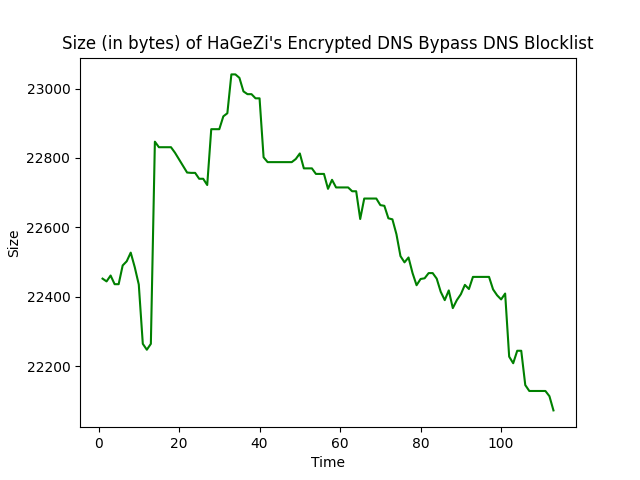 Size (in bytes) of HaGeZi's Encrypted DNS Bypass DNS Blocklist
23000
22800
22600
22400
22200
Size
0 20 40 60 80 100
Time